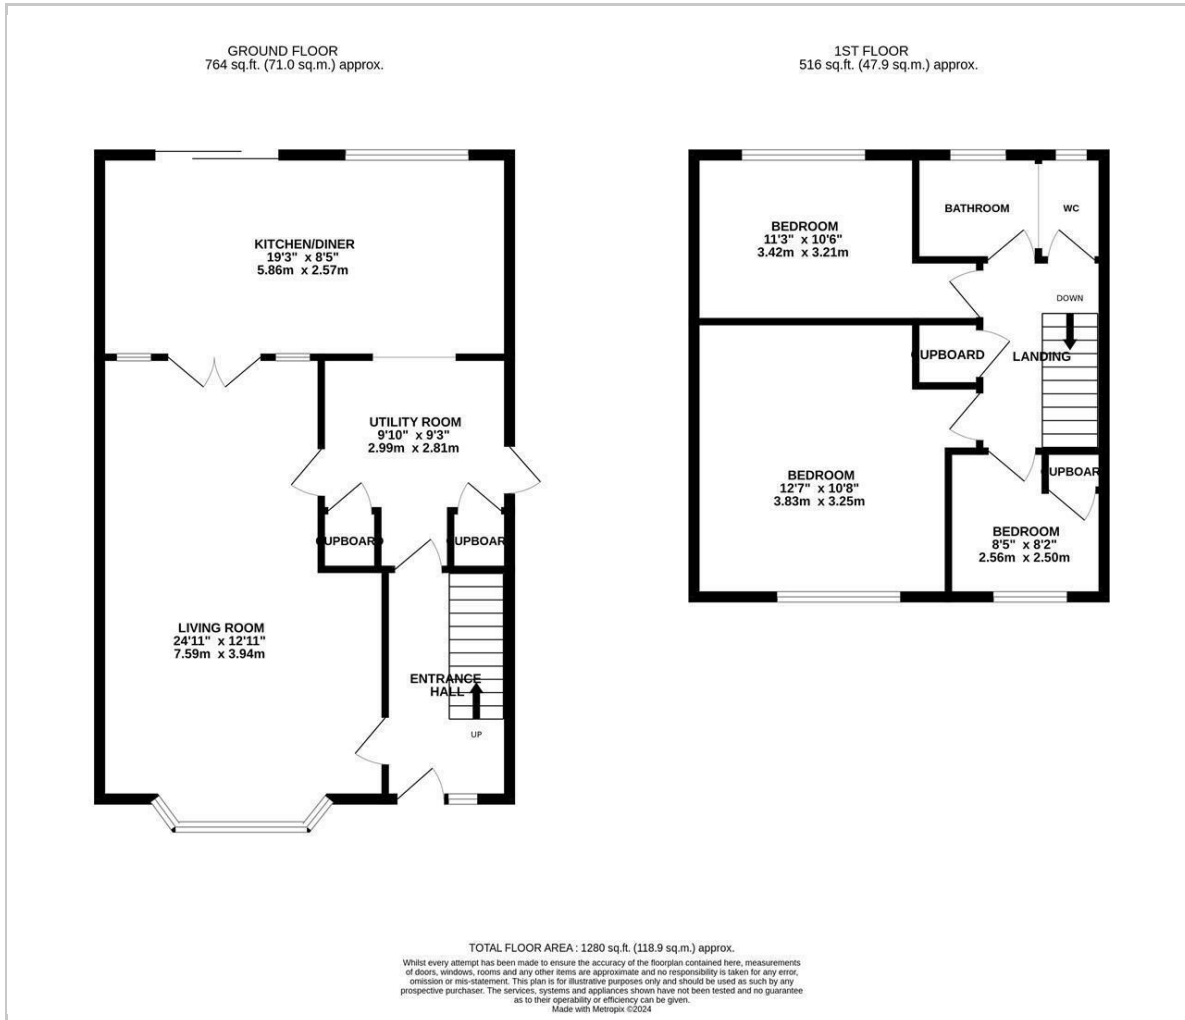 GROUND FLOOR
764 sq.ft. (71.0 sq.m.) approx.
KITCHEN/DINER
19'3" x 8'5"
5.86m x 2.57m
UTILITY ROOM
9'10" x 9'3"
2.99m x 2.81m
CUPBOARD
CUPBOARD
LIVING ROOM
24'11" x 12'11"
7.59m x 3.94m
ENTRANCE
HALL
UP
1ST FLOOR
516 sq.ft. (47.9 sq.m.) approx.
BEDROOM
11'3" x 10'6"
3.42m x 3.21m
BATHROOM
WC
DOWN
CUPBOARD
LANDING
BEDROOM
12'7" x 10'8"
3.83m x 3.25m
CUPBOARD
BEDROOM
8'5" x 8'2"
2.56m x 2.50m
TOTAL FLOOR AREA : 1280 sq.ft. (118.9 sq.m.) approx.
Whilst every attempt has been made to ensure the accuracy of the floorplan contained here, measurements
of doors, windows, rooms and any other items are approximate and no responsibility is taken for any error,
omission or mis-statement. This plan is for illustrative purposes only and should be used as such by any
prospective purchaser. The services, systems and appliances shown have not been tested and no guarantee
as to their operability or efficiency can be given.
Made with Metropix ©2024